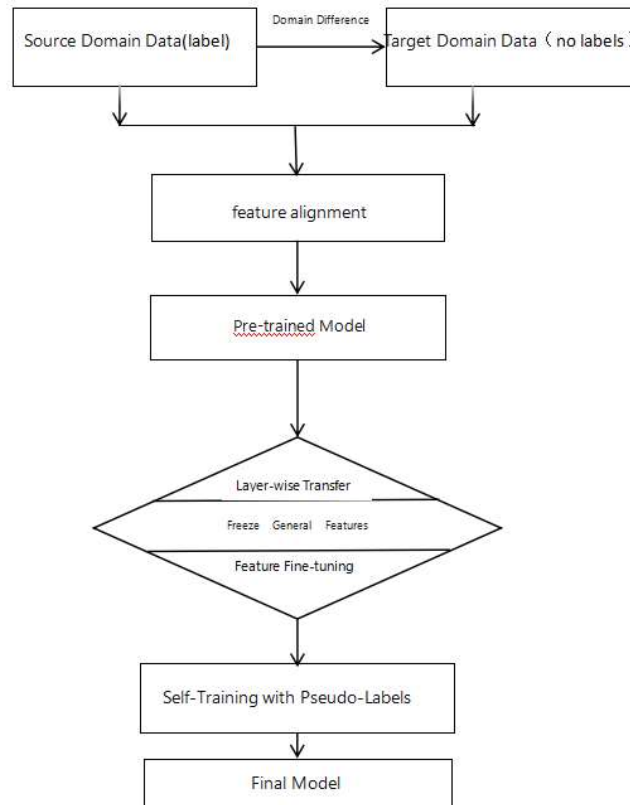 Domain Difference
Source Domain Data(label)
Target Domain Data（no labels）
feature alignment
Pre-trained Model
Layer-wise Transfer
Freeze General Features
Feature Fine-tuning
Self-Training with Pseudo-Labels
Final Model